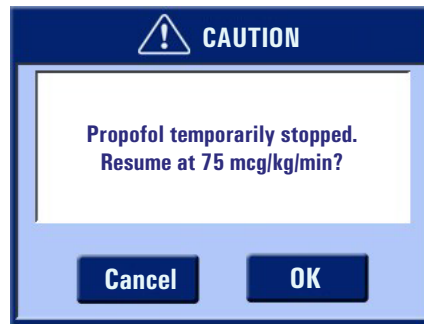 CAUTION
Propofol temporarily stopped.
Resume at 75 mcg/kg/min?
Cancel
OK